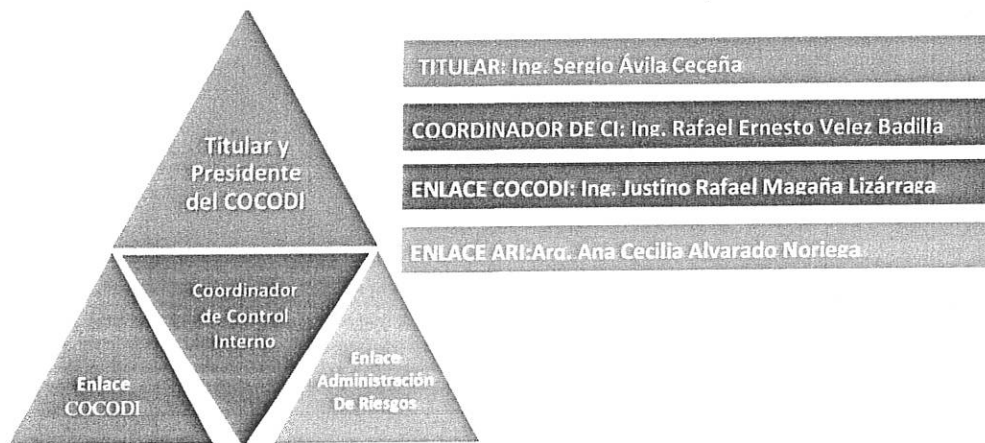 Titular y
Presidente
del COCODI
Coordinador
de Control
Interno
Enlace
COCODI
Enlace
Administración
De Riesgos
TITULAR: Ing. Sergio Ávila Ceceña
COORDINADOR DE CI: Ing. Rafael Ernesto Velez Badilla
ENLACE COCODI: Ing. Justino Rafael Magaña Lizárraga
ENLACE ARI:Arq. Ana Cecilia Alvarado Noriega